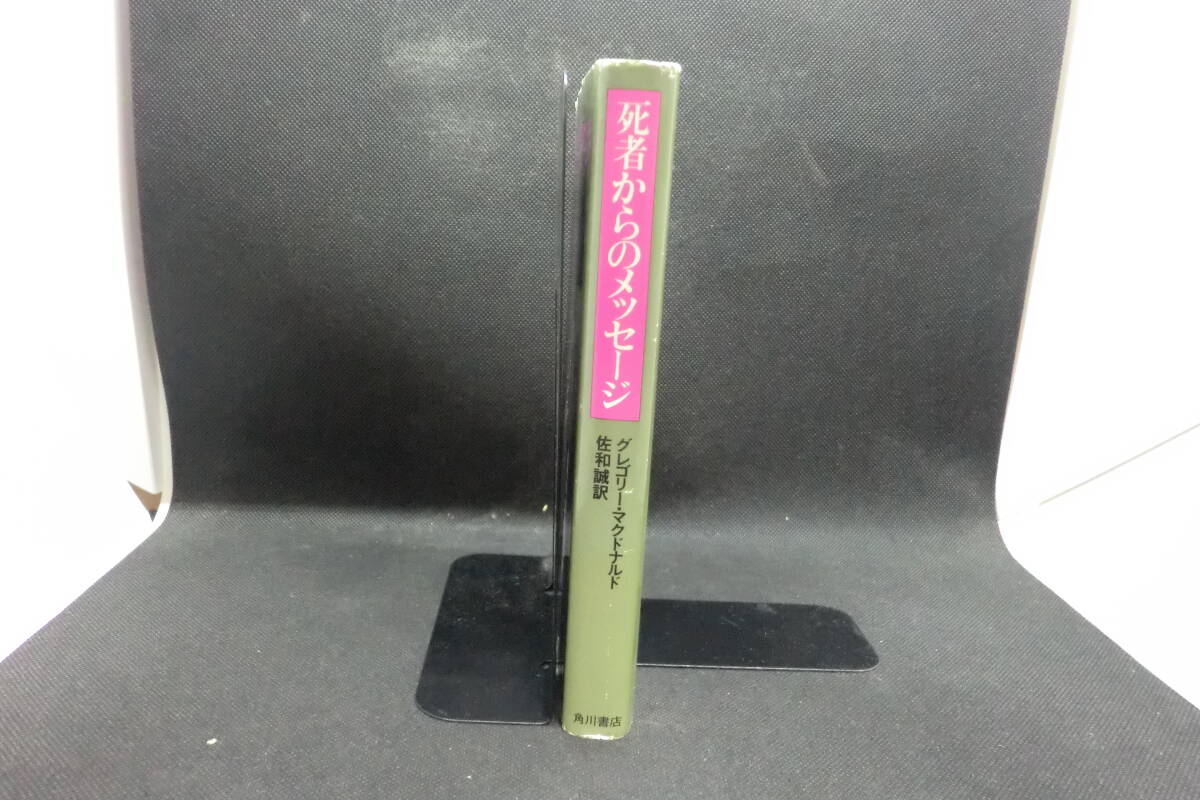 死者からのメッセージ
グレゴリー・マクドナルド
佐和誠訳
角川書店